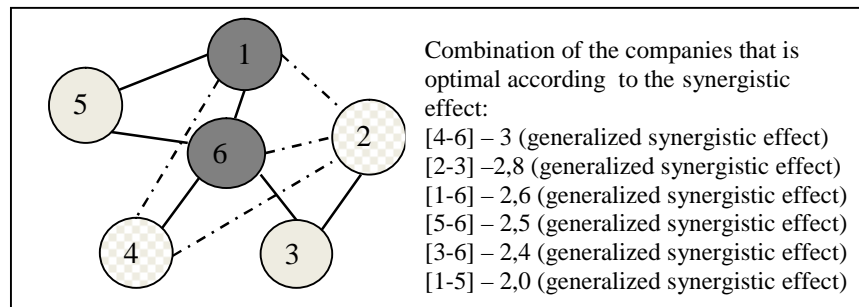 1
5
2
6
4
3
Combination of the companies that is
optimal according to the synergistic
effect:
[4-6] – 3 (generalized synergistic effect)
[2-3] –2,8 (generalized synergistic effect)
[1-6] – 2,6 (generalized synergistic effect)
[5-6] – 2,5 (generalized synergistic effect)
[3-6] – 2,4 (generalized synergistic effect)
[1-5] – 2,0 (generalized synergistic effect)